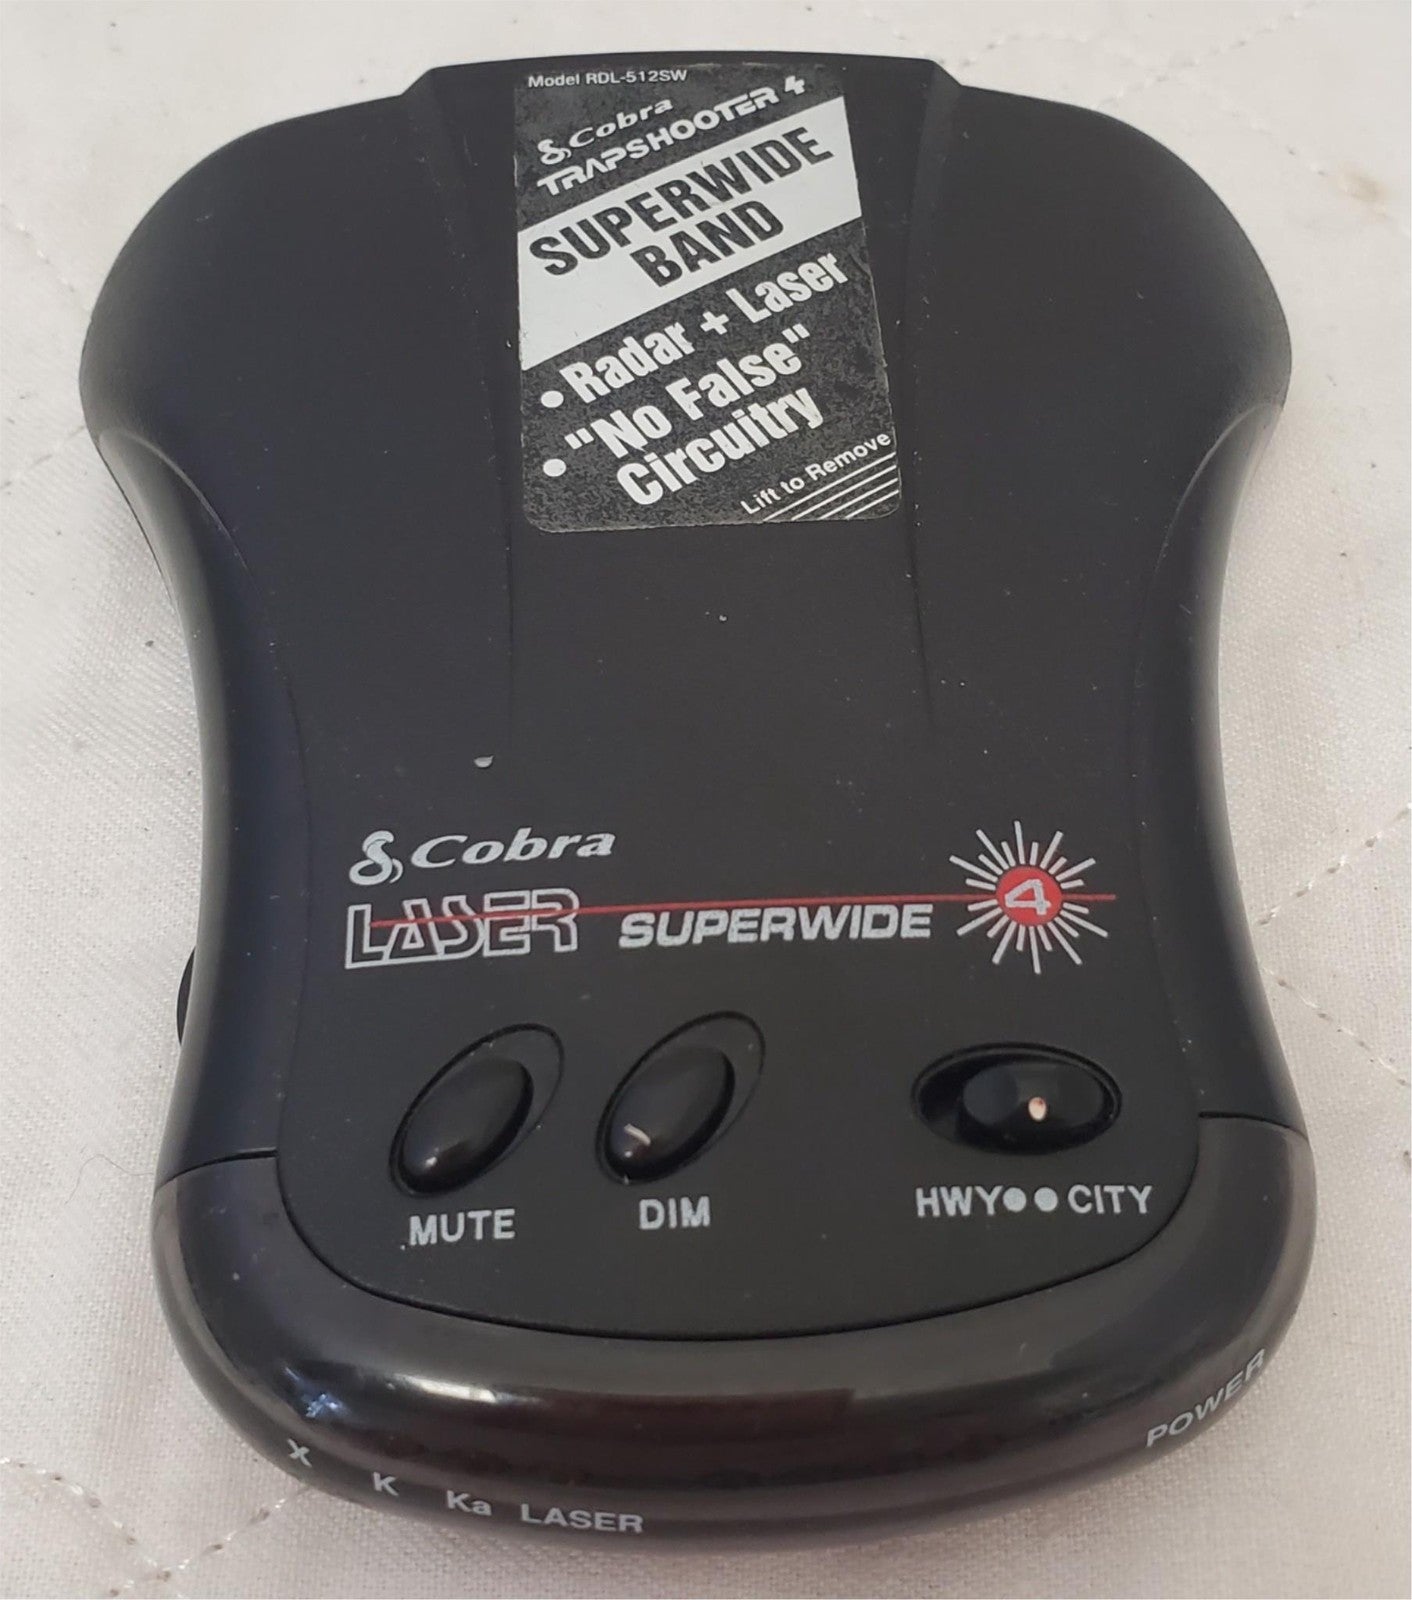 Model RDL-512SW
Cobra
TRAPSHOOTER 4
SUPERWIDE
BAND
• Radar + Laser
• "No False"
Circuitry
Lift to Remove
Cobra
LASER SUPERWIDE 4
MUTE DIM HWY●●CITY
X K Ka LASER POWER